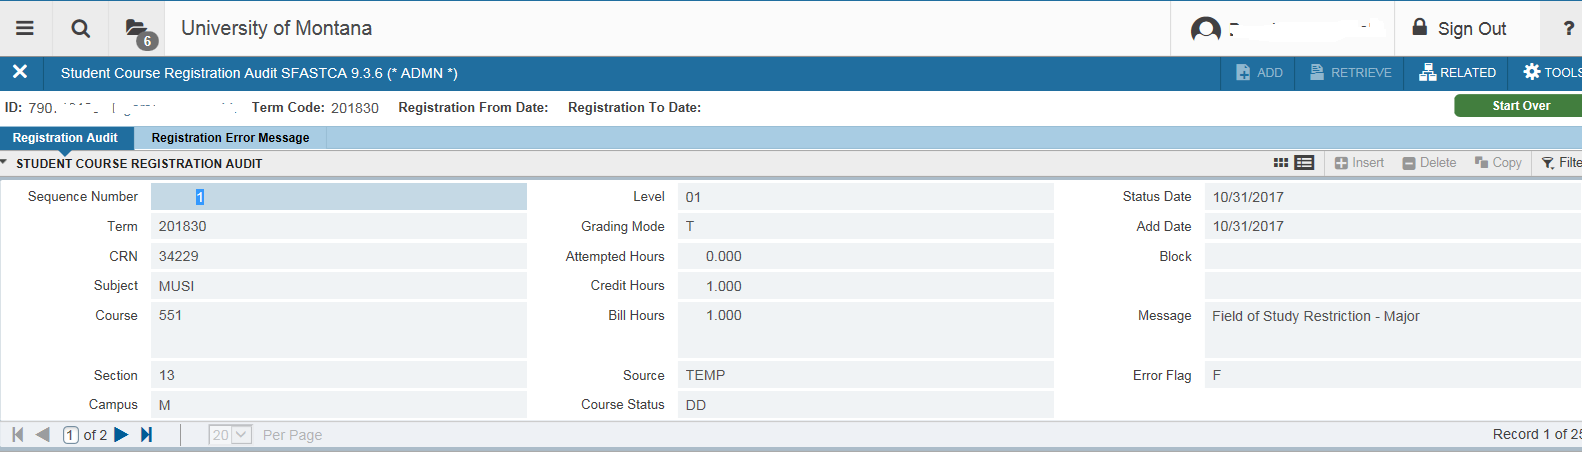 6 University of Montana Sign Out ?
Student Course Registration Audit SFASTCA 9.3.6 (* ADMN *) ADD RETRIEVE RELATED TOOLS
ID: Term Code: 201830 Registration From Date: Registration To Date: Start Over
Registration Audit Registration Error Message
STUDENT COURSE REGISTRATION AUDIT Insert Delete Copy Filte
Sequence Number 1 Level 01 Status Date 10/31/2017
Term 201830 Grading Mode T Add Date 10/31/2017
CRN 34229 Attempted Hours 0.000 Block
Subject MUSI Credit Hours 1.000
Course 551 Bill Hours 1.000 Message Field of Study Restriction - Major
Section 13 Source TEMP Error Flag F
Campus M Course Status DD
1 of 2 20 Per Page Record 1 of 25